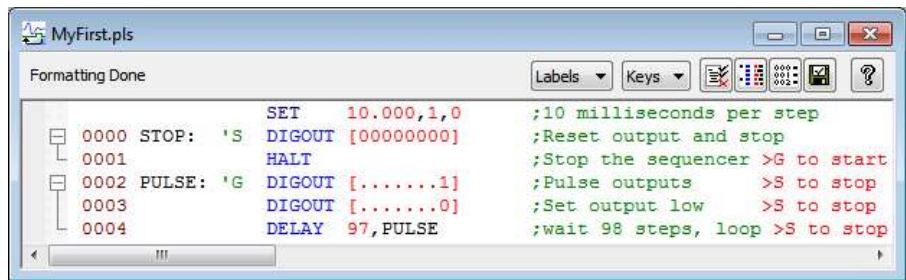 MyFirst.pls
Formatting Done Labels Keys ?
SET 10.000,1,0 ;10 milliseconds per step
0000 STOP: 'S DIGOUT [00000000] ;Reset output and stop
0001 HALT ;Stop the sequencer >G to start
0002 PULSE: 'G DIGOUT [.......1] ;Pulse outputs >S to stop
0003 DIGOUT [.......0] ;Set output low >S to stop
0004 DELAY 97,PULSE ;wait 98 steps, loop >S to stop